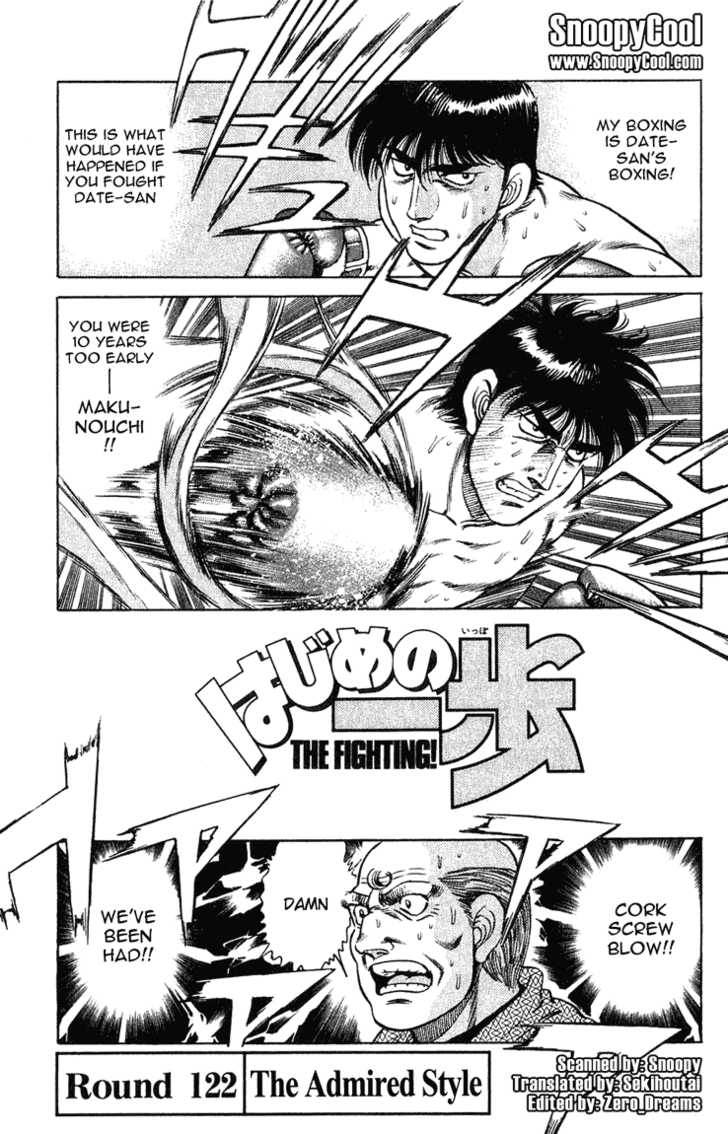 SnoopyCool
www.SnoopyCool.com
MY BOXING
IS DATE-
SAN'S
BOXING!
THIS IS WHAT
WOULD HAVE
HAPPENED IF
YOU FOUGHT
DATE-SAN
YOU WERE
10 YEARS
TOO EARLY
—
MAKU-
NOUCHI
!!
はじめの一歩
いっぽ
THE FIGHTING!
CORK
SCREW
BLOW!!
DAMN
WE'VE
BEEN
HAD!!
Round 122
The Admired Style
Scanned by: Snoopy
Translated by: Sekihoutai
Edited by: Zero_Dreams